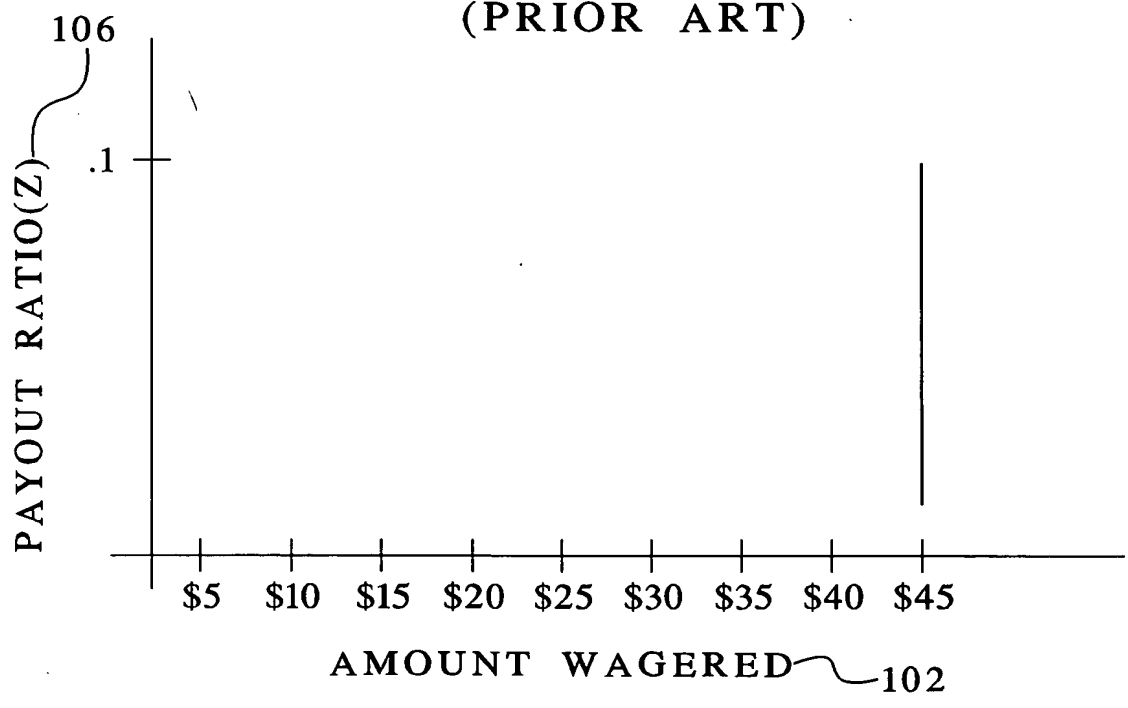 (PRIOR ART)
106
.1
PAYOUT RATIO(Z)
$5 $10 $15 $20 $25 $30 $35 $40 $45
AMOUNT WAGERED
102